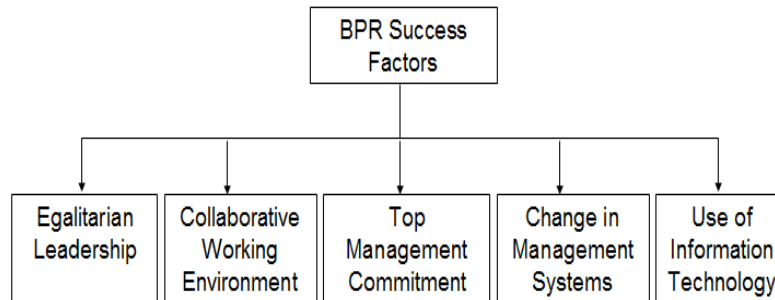 BPR Success
Factors
Egalitarian
Leadership
Collaborative
Working
Environment
Top
Management
Commitment
Change in
Management
Systems
Use of
Information
Technology